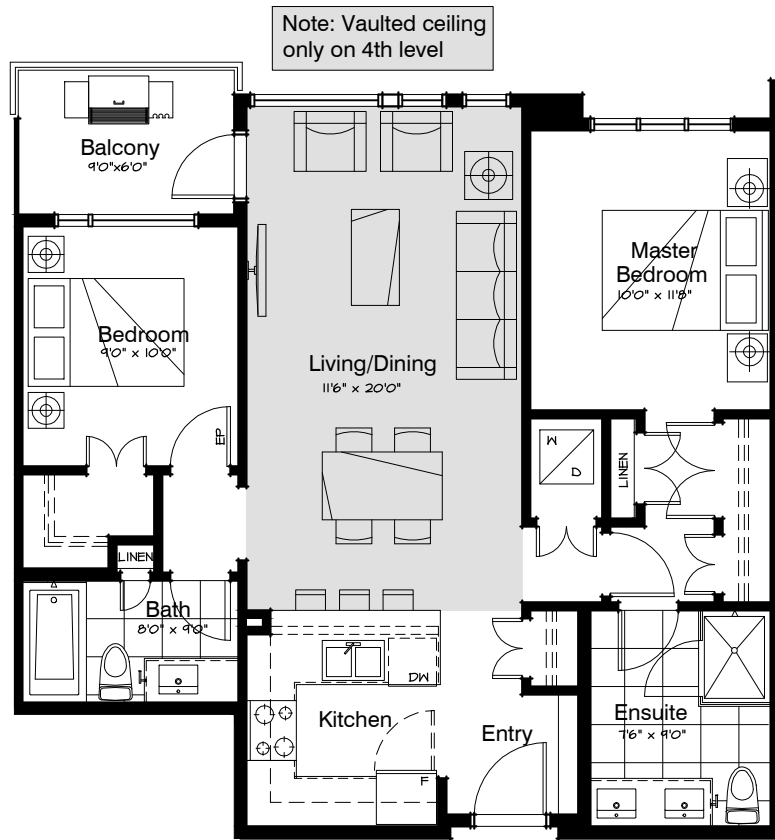 Note: Vaulted ceiling
only on 4th level
Balcony
9'0"x6'0"
Master
Bedroom
10'0" x 11'8"
Bedroom
9'0" x 10'0"
Living/Dining
11'6" x 20'0"
EP
W
D
LINEN
LINEN
Bath
8'0" x 9'0"
DW
Kitchen
Entry
Ensuite
7'6" x 9'0"
F